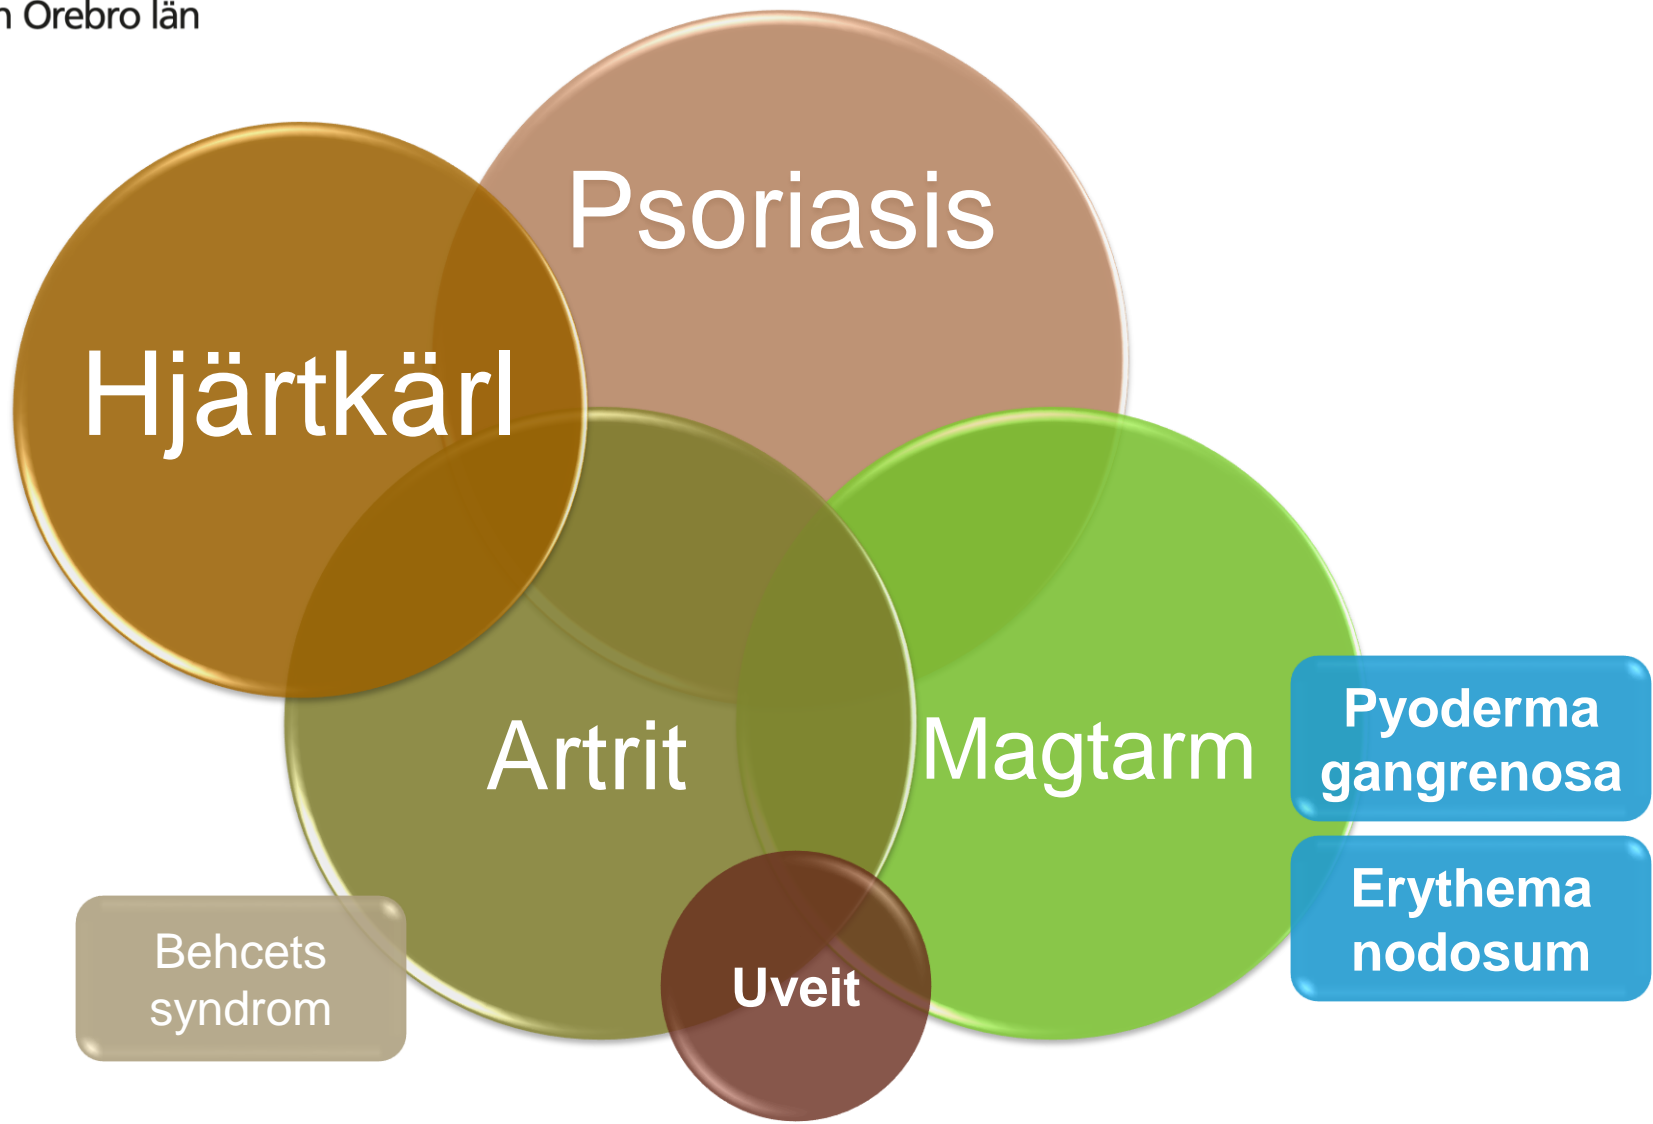 Örebro län
Psoriasis
Hjärtkärl
Artrit
Magtarm
Pyoderma
gangrenosa
Erythema
nodosum
Behcets
syndrom
Uveit